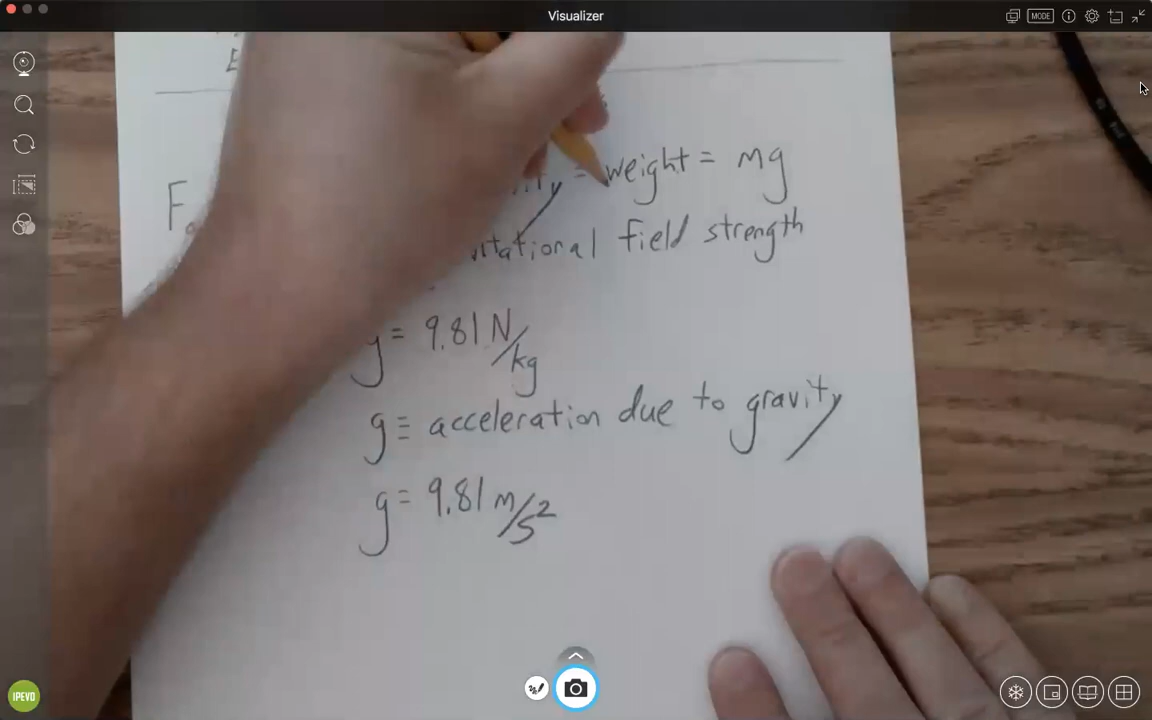 Visualizer
MODE
E
F = weight = mg
field strength
g = 9.81 N/kg
g ≡ acceleration due to gravity
g = 9.81 m/s²
IPEVO